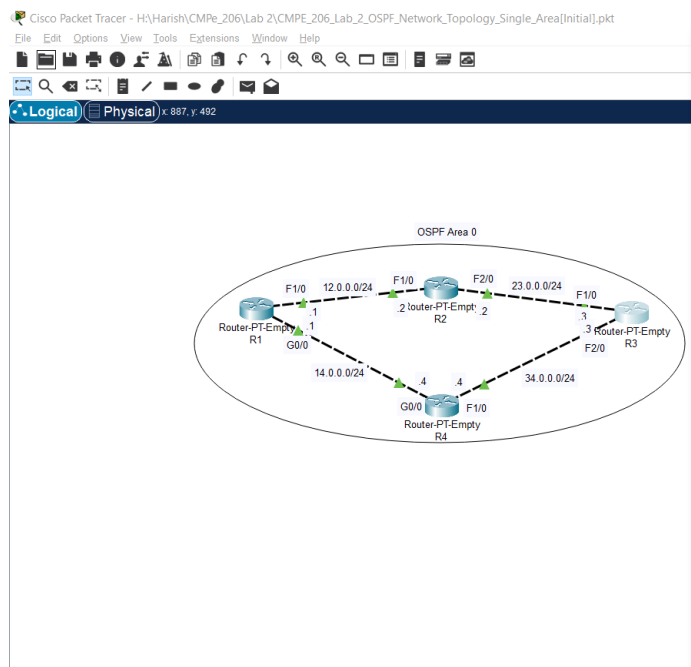 Cisco Packet Tracer - H:\Harish\CMPe_206\Lab 2\CMPE_206_Lab_2_OSPF_Network_Topology_Single_Area[Initial].pkt
File Edit Options View Tools Extensions Window Help
Logical Physical x: 887, y: 492
OSPF Area 0
F1/0 12.0.0.0/24 F1/0 F2/0 23.0.0.0/24 F1/0
.1 .2 Router-PT-Empty .2 .3
R2
Router-PT-Empty .1 .3 Router-PT-Empty
R1 R3
G0/0 F2/0
14.0.0.0/24 .4 .4 34.0.0.0/24
G0/0 F1/0
Router-PT-Empty
R4